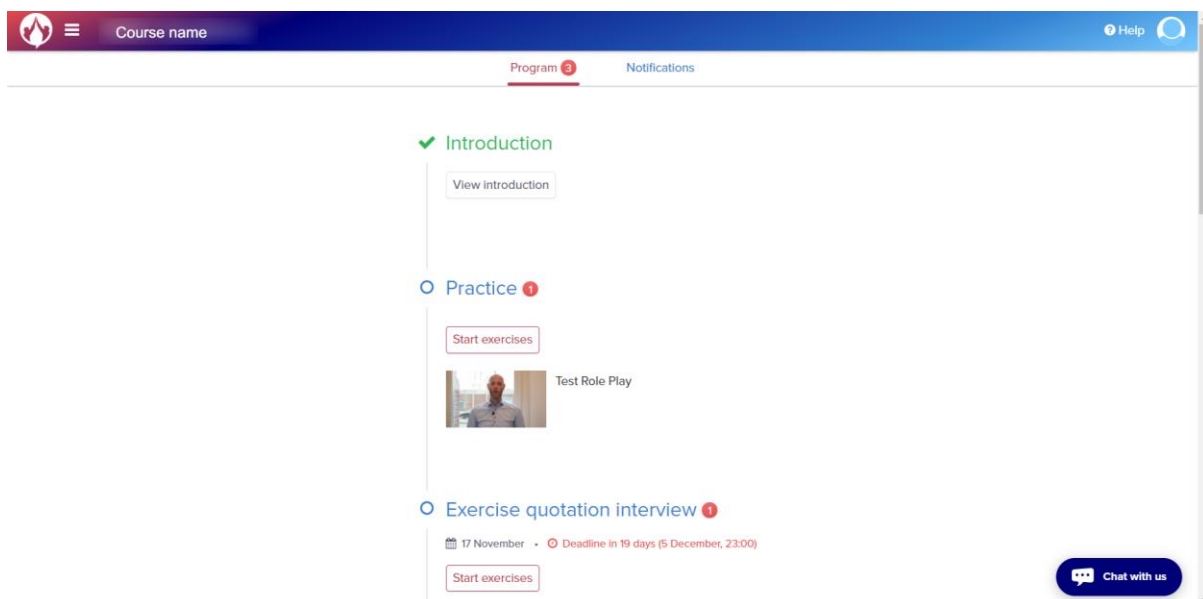 Course name
Help
Program 3
Notifications
Introduction
View introduction
Practice 1
Start exercises
Test Role Play
Exercise quotation interview 1
17 November • Deadline in 19 days (5 December, 23:00)
Start exercises
Chat with us